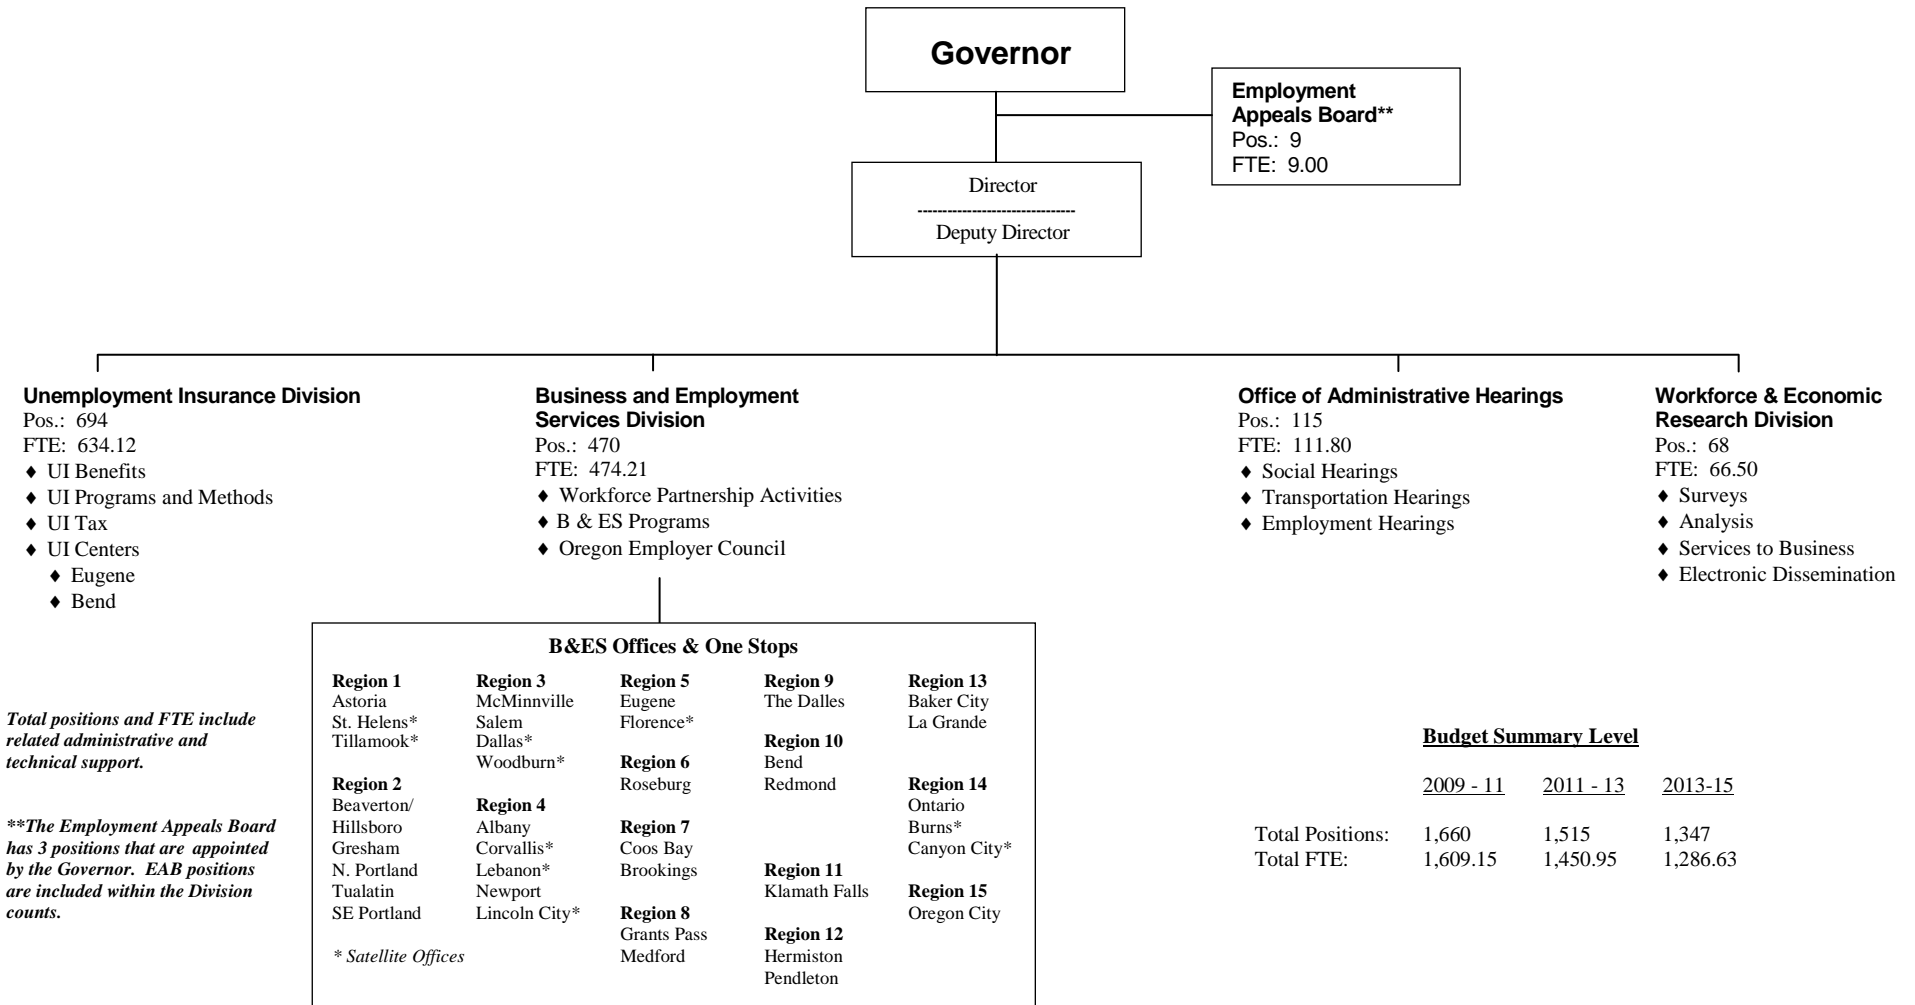 Governor
Employment
Appeals Board**
Pos.: 9
FTE: 9.00
Director
--------------------------------
Deputy Director
Unemployment Insurance Division
Pos.: 694
FTE: 634.12
♦ UI Benefits
♦ UI Programs and Methods
♦ UI Tax
♦ UI Centers
♦ Eugene
♦ Bend
Business and Employment
Services Division
Pos.: 470
FTE: 474.21
♦ Workforce Partnership Activities
♦ B & ES Programs
♦ Oregon Employer Council
Office of Administrative Hearings
Pos.: 115
FTE: 111.80
♦ Social Hearings
♦ Transportation Hearings
♦ Employment Hearings
Workforce & Economic
Research Division
Pos.: 68
FTE: 66.50
♦ Surveys
♦ Analysis
♦ Services to Business
♦ Electronic Dissemination
B&ES Offices & One Stops
Region 1
Astoria
St. Helens*
Tillamook*
Region 2
Beaverton/
Hillsboro
Gresham
N. Portland
Tualatin
SE Portland
* Satellite Offices
Region 3
McMinnville
Salem
Dallas*
Woodburn*
Region 4
Albany
Corvallis*
Lebanon*
Newport
Lincoln City*
Region 5
Eugene
Florence*
Region 6
Roseburg
Region 7
Coos Bay
Brookings
Region 8
Grants Pass
Medford
Region 9
The Dalles
Region 10
Bend
Redmond
Region 11
Klamath Falls
Region 12
Hermiston
Pendleton
Region 13
Baker City
La Grande
Region 14
Ontario
Burns*
Canyon City*
Region 15
Oregon City
Total positions and FTE include
related administrative and
technical support.
**The Employment Appeals Board
has 3 positions that are appointed
by the Governor. EAB positions
are included within the Division
counts.
Budget Summary Level
2009 - 11 2011 - 13 2013-15
Total Positions: 1,660 1,515 1,347
Total FTE: 1,609.15 1,450.95 1,286.63